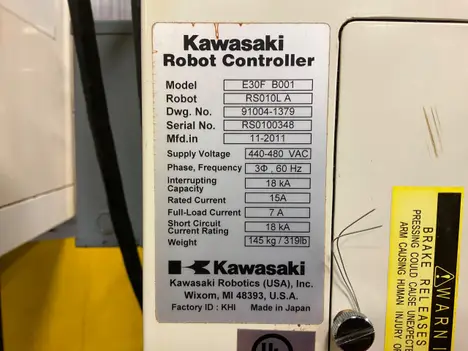 Kawasaki
Robot Controller
Model E30F B001
Robot RS010L A
Dwg. No. 91004-1379
Serial No. RS0100348
Mfd.in 11-2011
Supply Voltage 440-480 VAC
Phase, Frequency 3Φ, 60 Hz
Interrupting Capacity 18 kA
Rated Current 15A
Full-Load Current 7 A
Short Circuit Current Rating 18 kA
Weight 145 kg / 319lb
Kawasaki
Kawasaki Robotics (USA), Inc.
Wixom, MI 48393, U.S.A.
Factory ID : KHI Made in Japan
UL
WARNI
BRAKE RELEASE S
PRESSING COULD CAUSE UNEXPECTE
ARM CAUSING HUMAN INJURY O